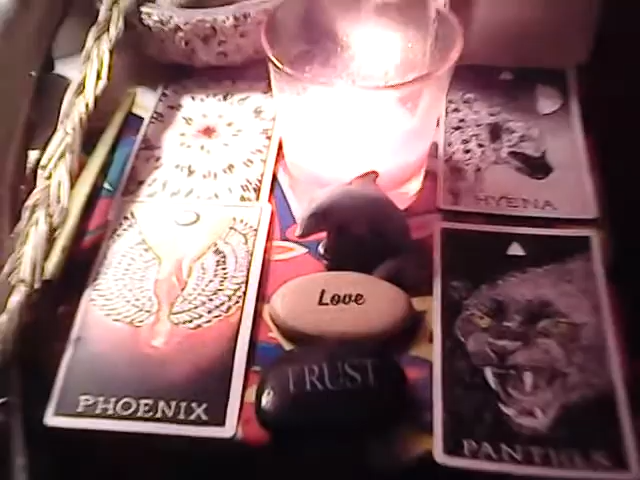 HYENA
Love
TRUST
PHOENIX
PANTHER